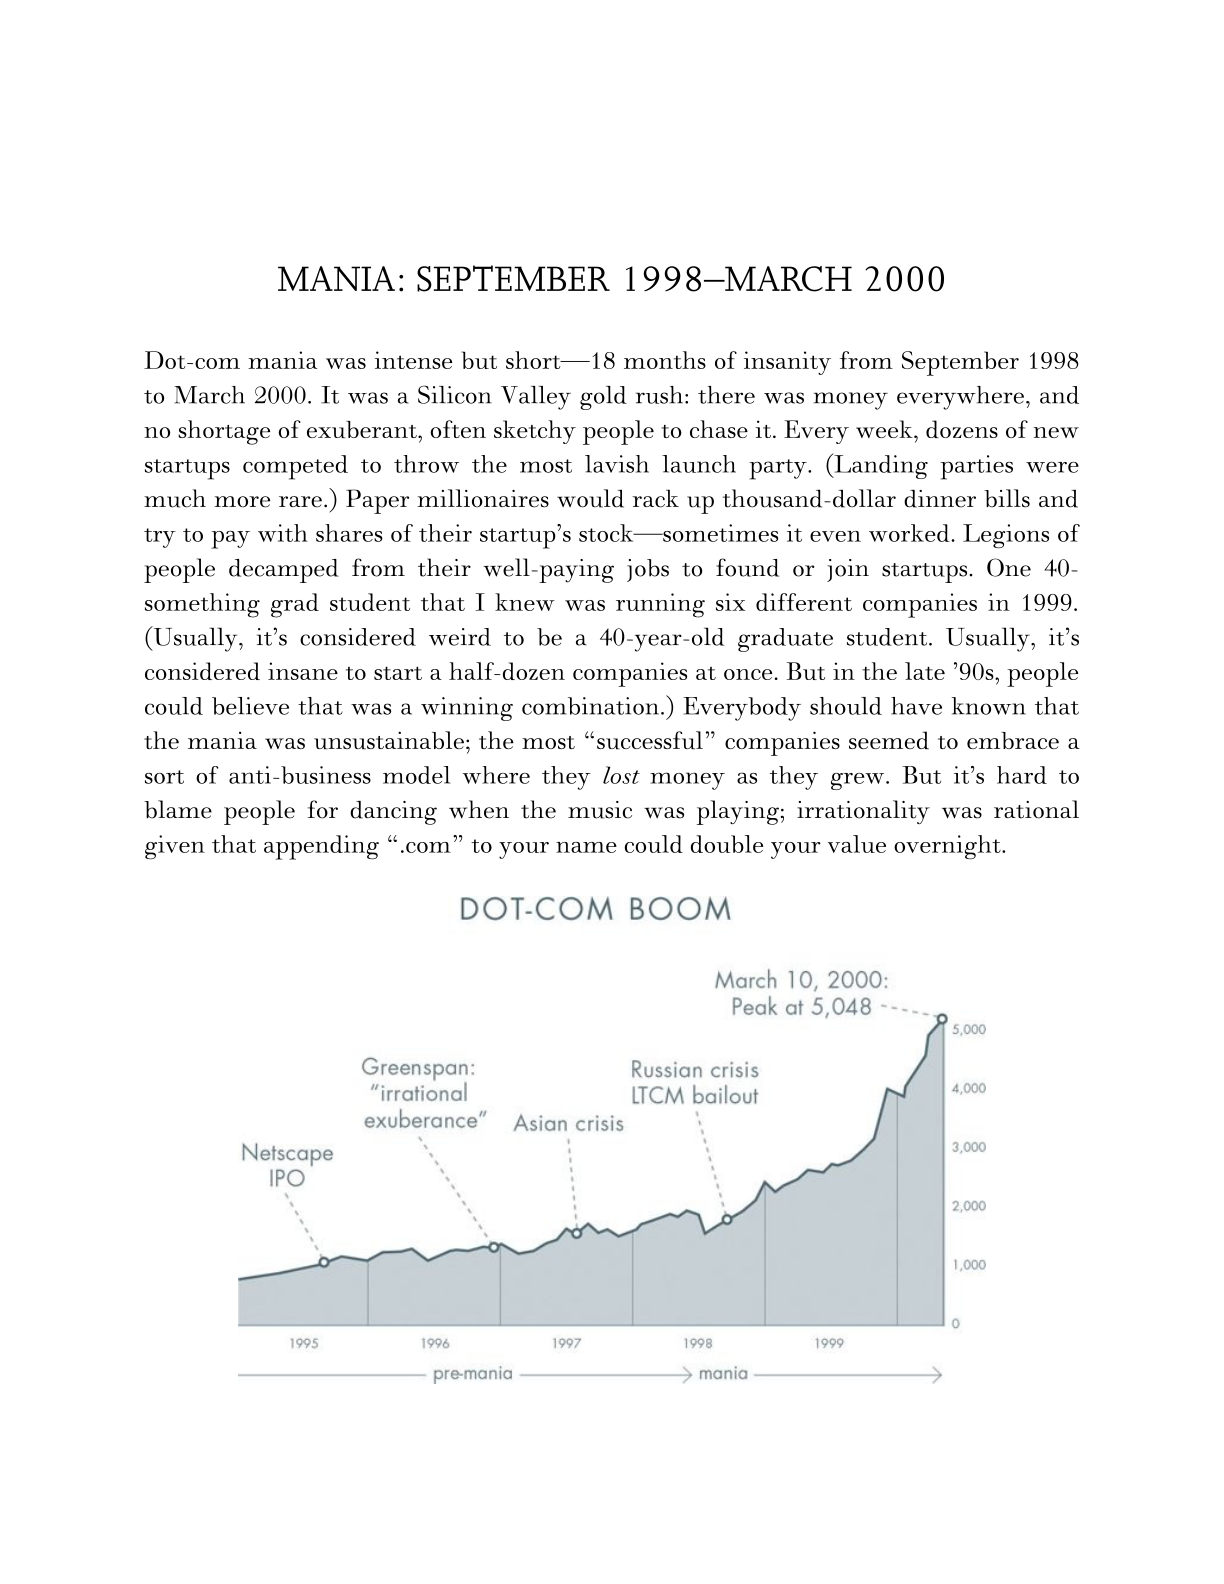 MANIA: SEPTEMBER 1998–MARCH 2000
Dot-com mania was intense but short—18 months of insanity from September 1998
to March 2000. It was a Silicon Valley gold rush: there was money everywhere, and
no shortage of exuberant, often sketchy people to chase it. Every week, dozens of new
startups competed to throw the most lavish launch party. (Landing parties were
much more rare.) Paper millionaires would rack up thousand-dollar dinner bills and
try to pay with shares of their startup’s stock—sometimes it even worked. Legions of
people decamped from their well-paying jobs to found or join startups. One 40-
something grad student that I knew was running six different companies in 1999.
(Usually, it’s considered weird to be a 40-year-old graduate student. Usually, it’s
considered insane to start a half-dozen companies at once. But in the late ’90s, people
could believe that was a winning combination.) Everybody should have known that
the mania was unsustainable; the most “successful” companies seemed to embrace a
sort of anti-business model where they lost money as they grew. But it’s hard to
blame people for dancing when the music was playing; irrationality was rational
given that appending “.com” to your name could double your value overnight.
DOT-COM BOOM
March 10, 2000:
Peak at 5,048
5,000
Greenspan:
“irrational
exuberance”
Russian crisis
LTCM bailout
4,000
Asian crisis
Netscape
IPO
3,000
2,000
1,000
0
1995 1996 1997 1998 1999
pre-mania mania